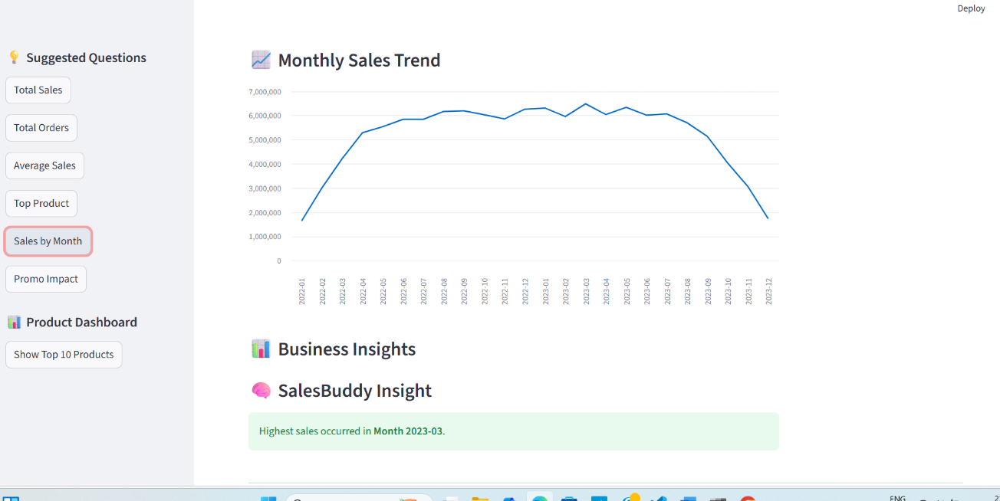 Deploy
Suggested Questions
Total Sales
Total Orders
Average Sales
Top Product
Sales by Month
Promo Impact
Product Dashboard
Show Top 10 Products
Monthly Sales Trend
7,000,000
6,000,000
5,000,000
4,000,000
3,000,000
2,000,000
1,000,000
0
2022-01
2022-02
2022-03
2022-04
2022-05
2022-06
2022-07
2022-08
2022-09
2022-10
2022-11
2022-12
2023-01
2023-02
2023-03
2023-04
2023-05
2023-06
2023-07
2023-08
2023-09
2023-10
2023-11
2023-12
Business Insights
SalesBuddy Insight
Highest sales occurred in Month 2023-03.
ENG